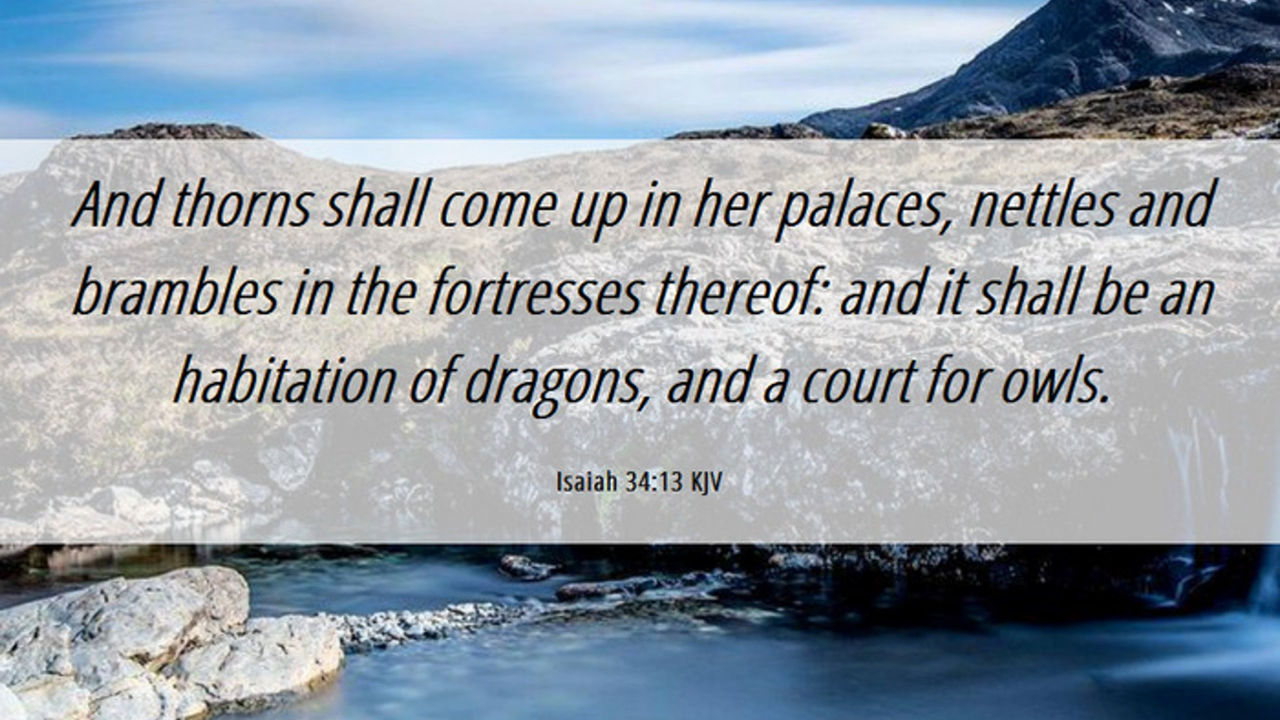 And thorns shall come up in her palaces, nettles and
brambles in the fortresses thereof: and it shall be an
habitation of dragons, and a court for owls.
Isaiah 34:13 KJV